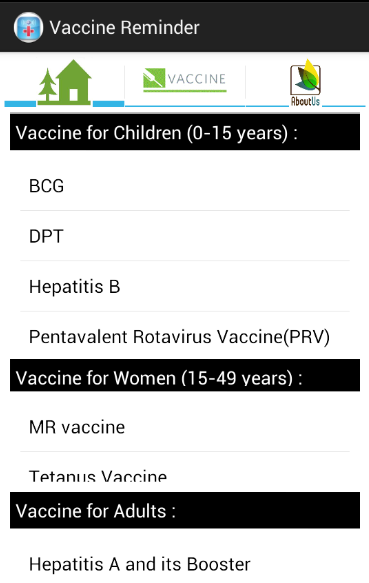 Vaccine Reminder
VACCINE
AboutUs
Vaccine for Children (0-15 years) :
BCG
DPT
Hepatitis B
Pentavalent Rotavirus Vaccine(PRV)
Vaccine for Women (15-49 years) :
MR vaccine
Tetanus Vaccine
Vaccine for Adults :
Hepatitis A and its Booster